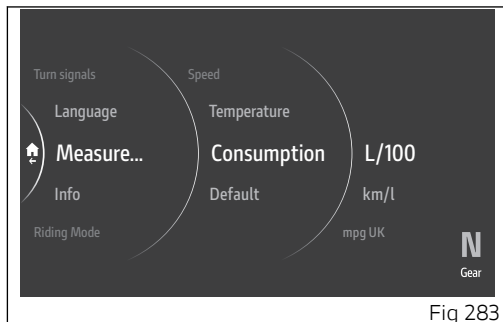 Turn signals
Language
Measure...
Info
Riding Mode
Speed
Temperature
Consumption
Default
L/100
km/l
mpg UK
N
Gear
Fig 283